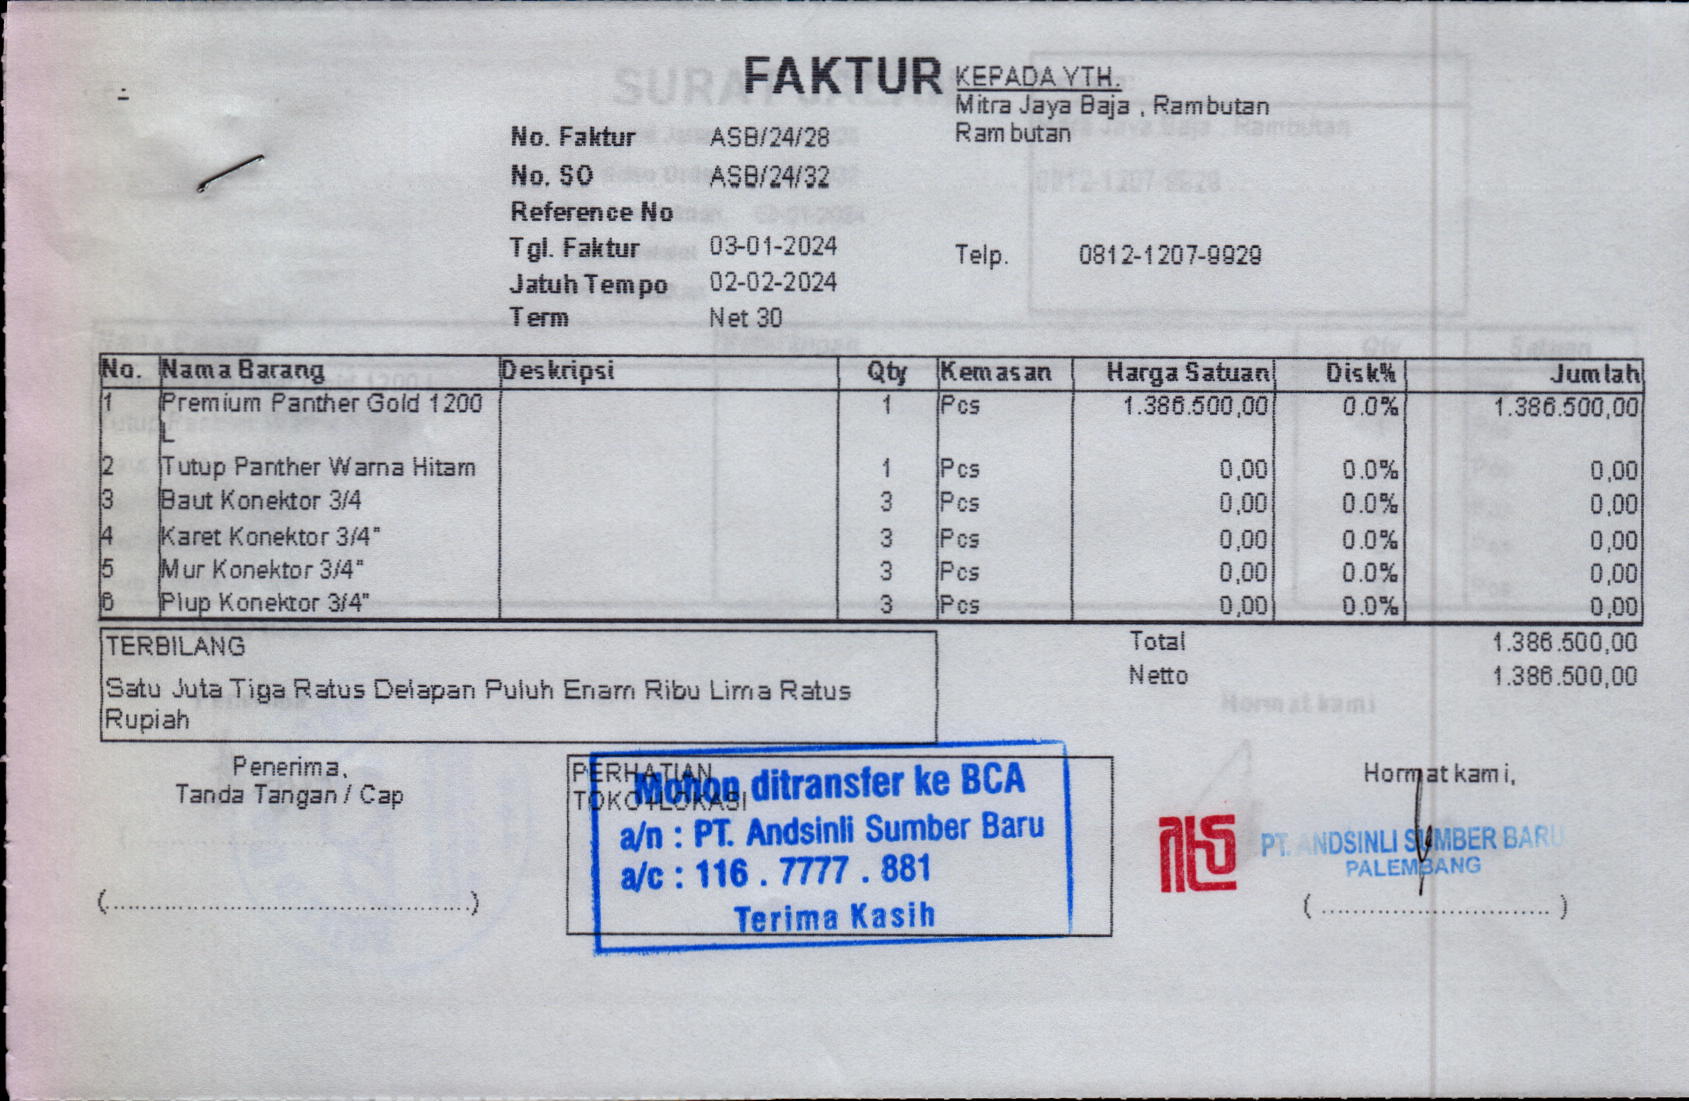 FAKTUR
KEPADA YTH.
Mitra Jaya Baja , Rambutan
Rambutan
No. Faktur ASB/24/28
No. SO ASB/24/32
Reference No
Tgl. Faktur 03-01-2024
Telp. 0812-1207-9929
Jatuh Tempo 02-02-2024
Term Net 30
No. Nama Barang Deskripsi Qty Kemasan Harga Satuan Disk% Jumlah
1 Premium Panther Gold 1200 1 Pcs 1.386.500,00 0.0% 1.386.500,00
L
2 Tutup Panther Warna Hitam 1 Pcs 0,00 0.0% 0,00
3 Baut Konektor 3/4 3 Pcs 0,00 0.0% 0,00
4 Karet Konektor 3/4" 3 Pcs 0,00 0.0% 0,00
5 Mur Konektor 3/4" 3 Pcs 0,00 0.0% 0,00
6 Plup Konektor 3/4" 3 Pcs 0,00 0.0% 0,00
TERBILANG
Satu Juta Tiga Ratus Delapan Puluh Enam Ribu Lima Ratus
Rupiah
Total 1.386.500,00
Netto 1.386.500,00
Penerima,
Tanda Tangan / Cap
(..............................................)
PERHATIAN
TOKO/LOKASI
Mohon ditransfer ke BCA
a/n : PT. Andsinli Sumber Baru
a/c : 116 . 7777 . 881
Terima Kasih
Hormat kami,
PT. ANDSINLI SUMBER BARU
PALEMBANG
( ............................. )